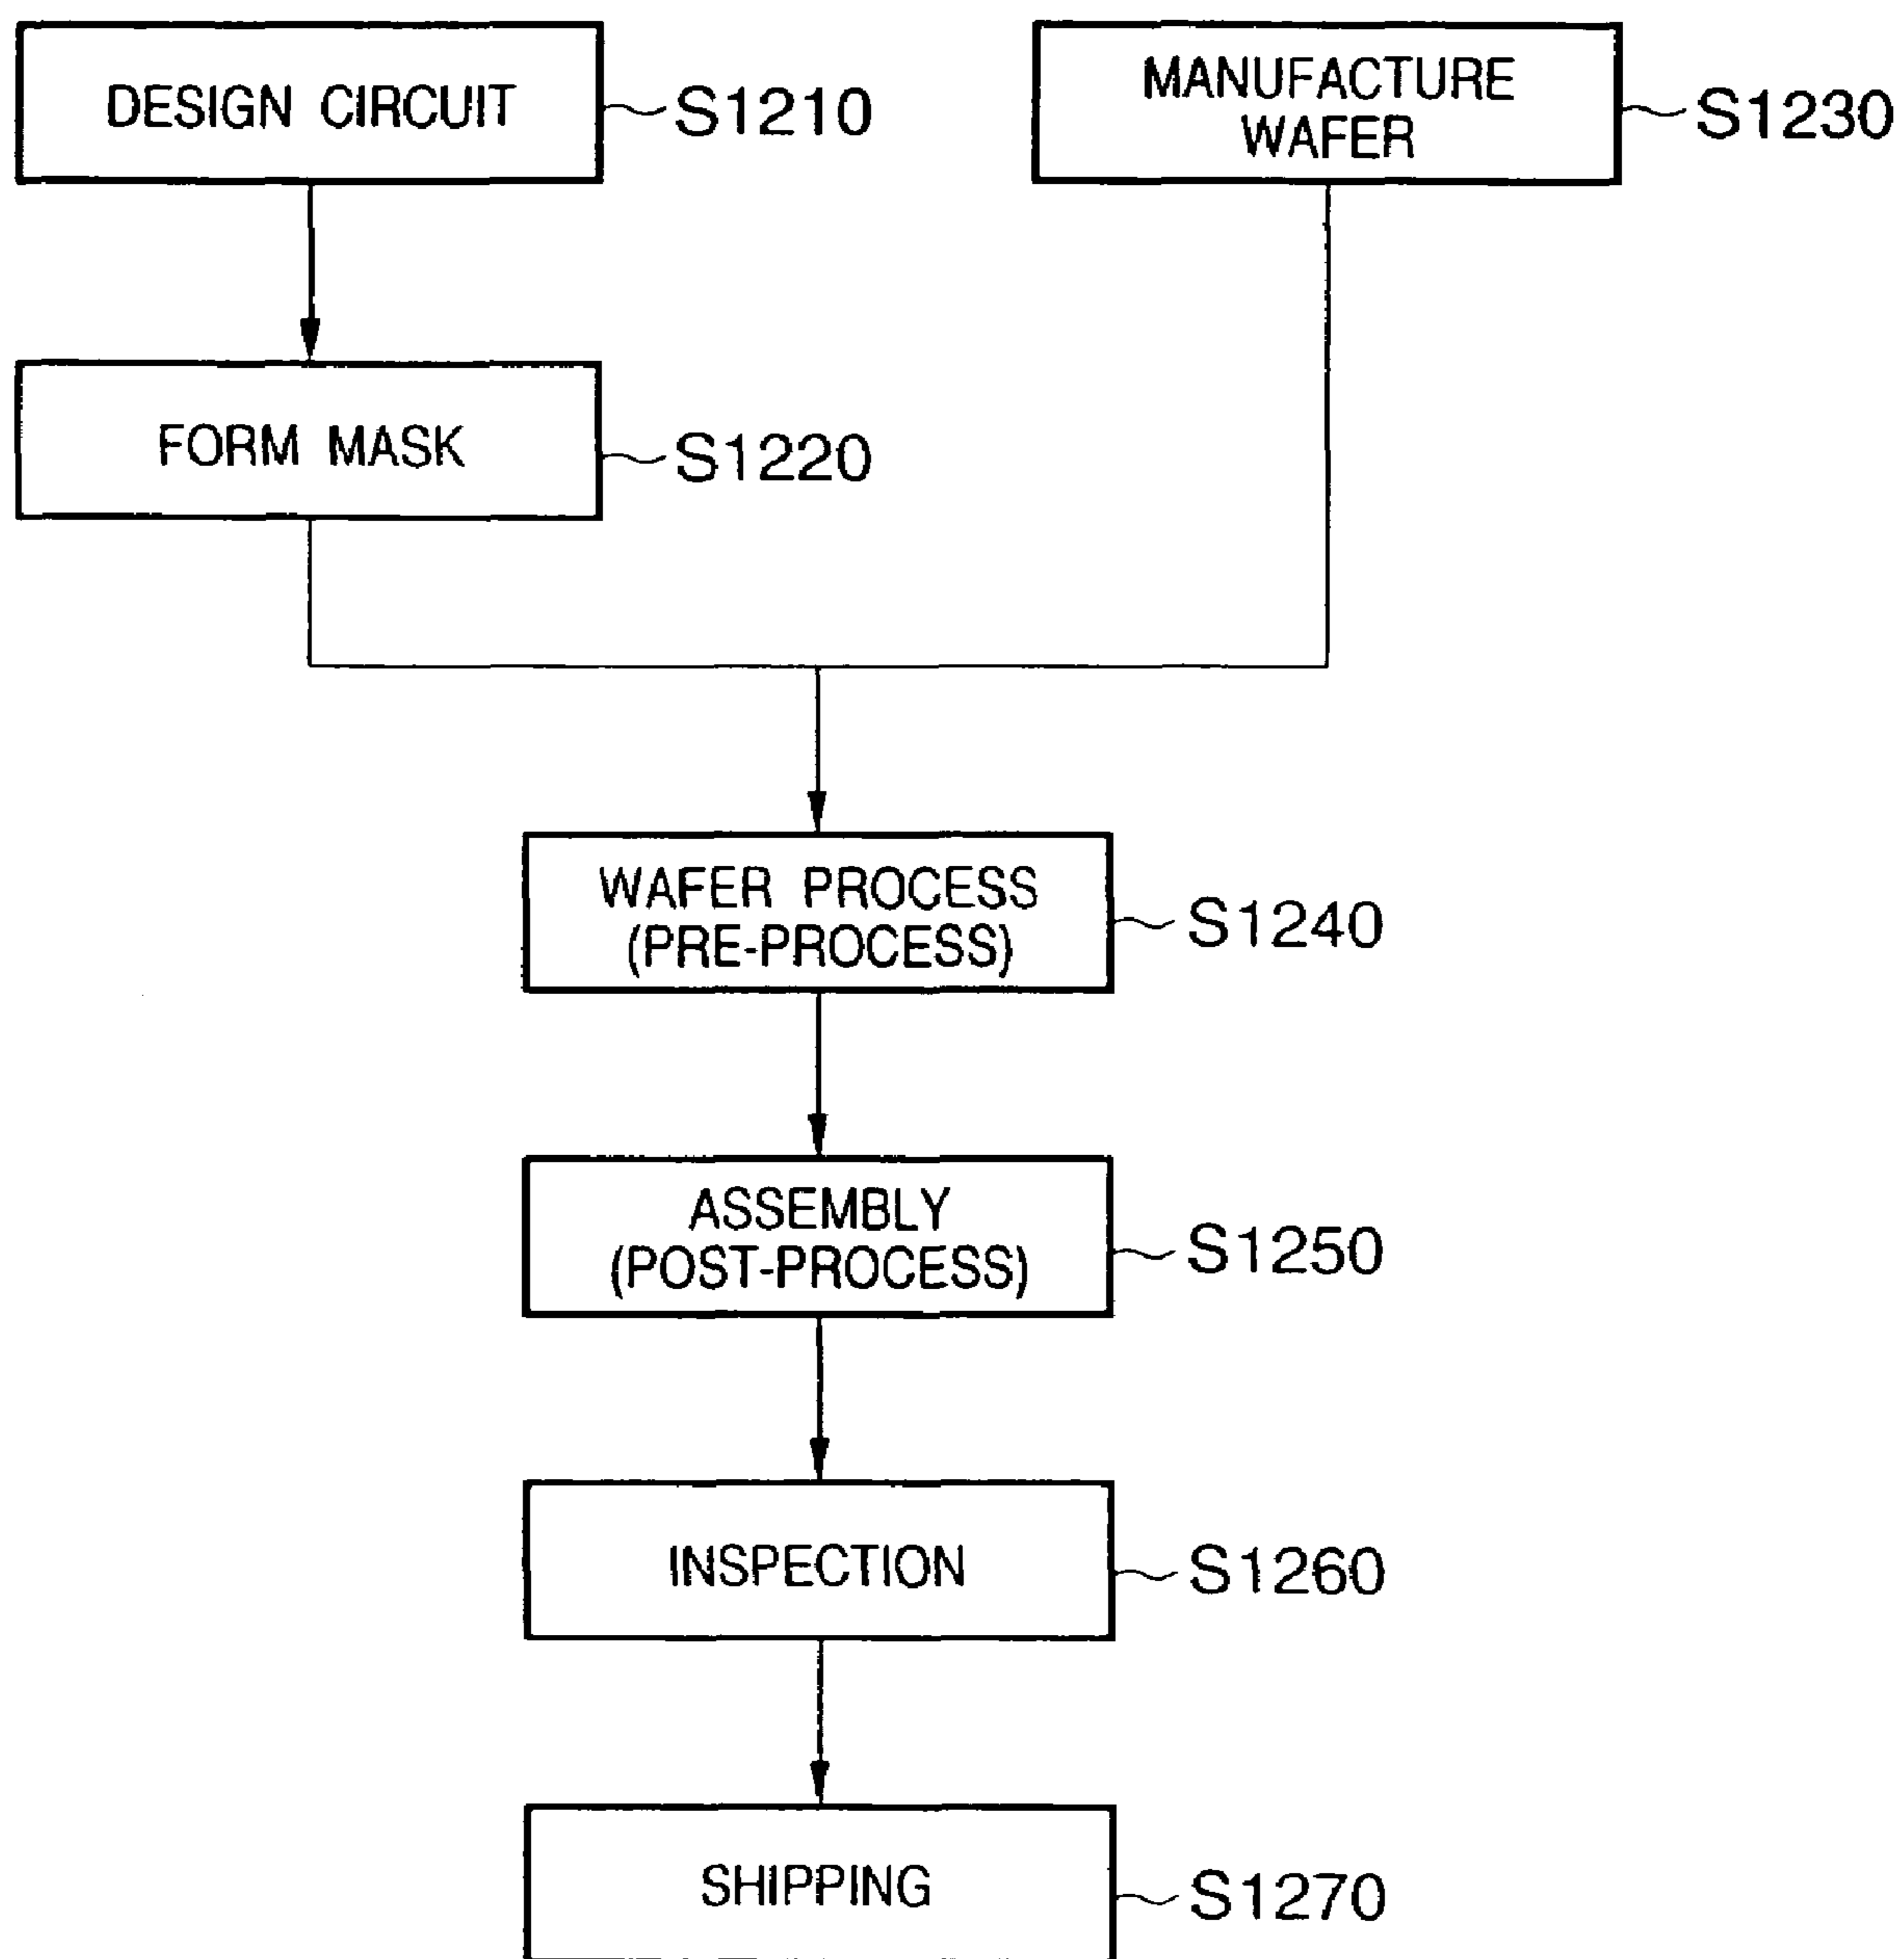 DESIGN CIRCUIT
S1210
MANUFACTURE
WAFER
S1230
FORM MASK
S1220
WAFER PROCESS
(PRE-PROCESS)
S1240
ASSEMBLY
(POST-PROCESS)
S1250
INSPECTION
S1260
SHIPPING
S1270